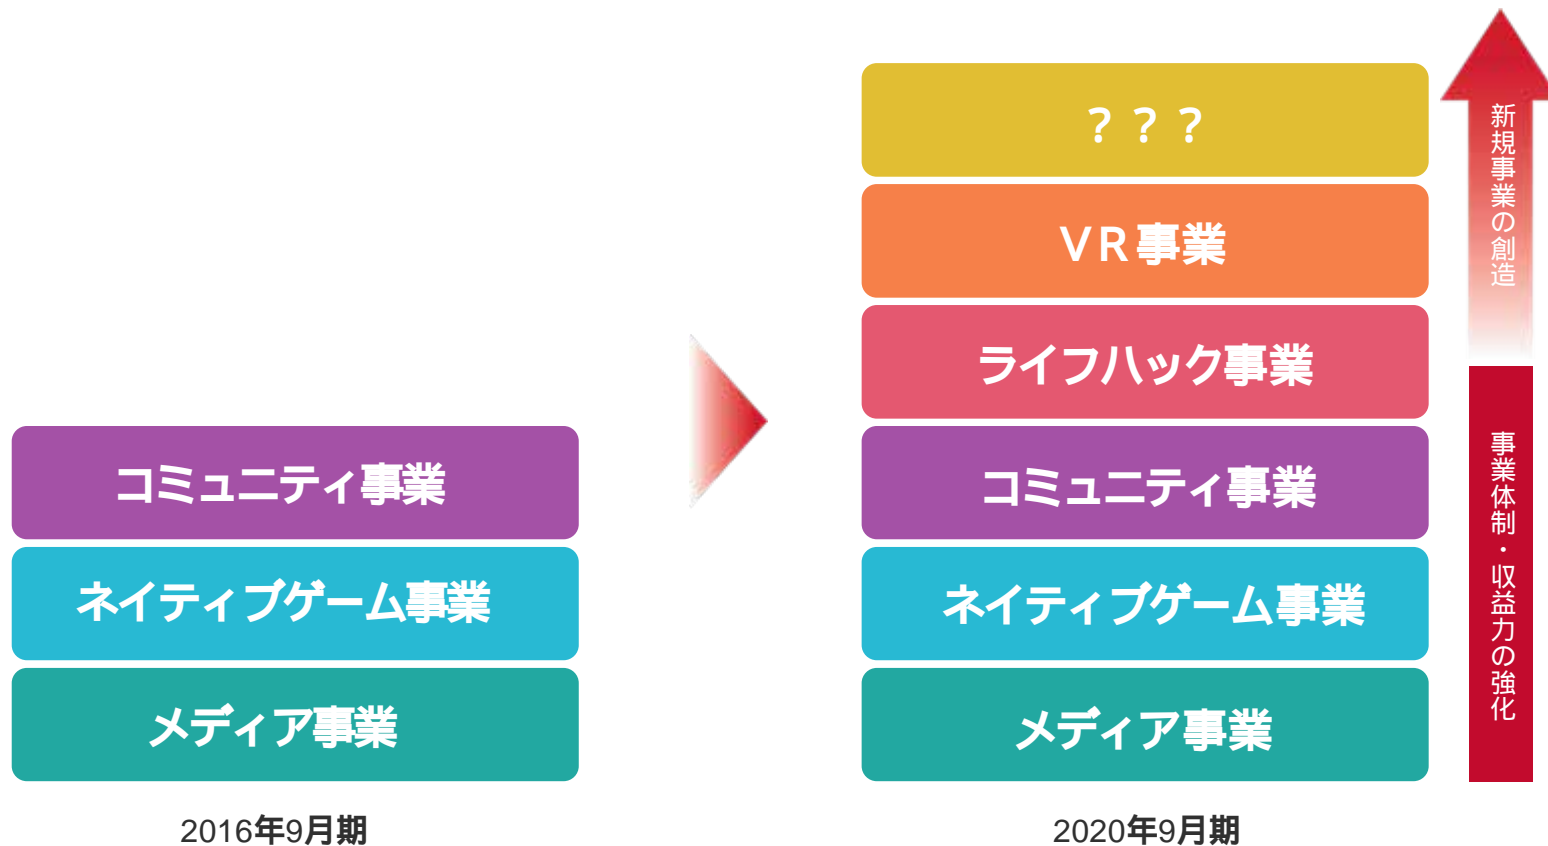 コミュニティ事業
ネイティブゲーム事業
メディア事業
2016年9月期
？？？
VR事業
ライフハック事業
コミュニティ事業
ネイティブゲーム事業
メディア事業
2020年9月期
新規事業の創造
事業体制・収益力の強化